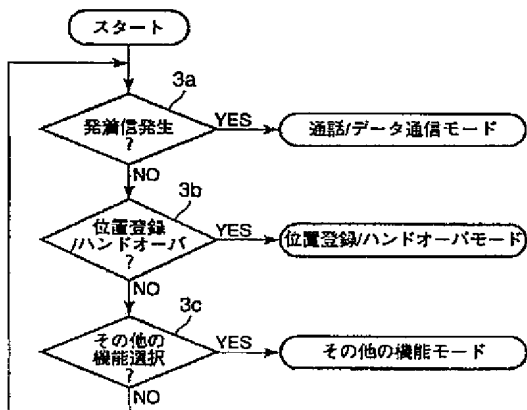 スタート
3a
発着信発生
?
YES
通話/データ通信モード
NO
3b
位置登録
/ハンドオーバ
?
YES
位置登録/ハンドオーバモード
NO
3c
その他の
機能選択
?
YES
その他の機能モード
NO